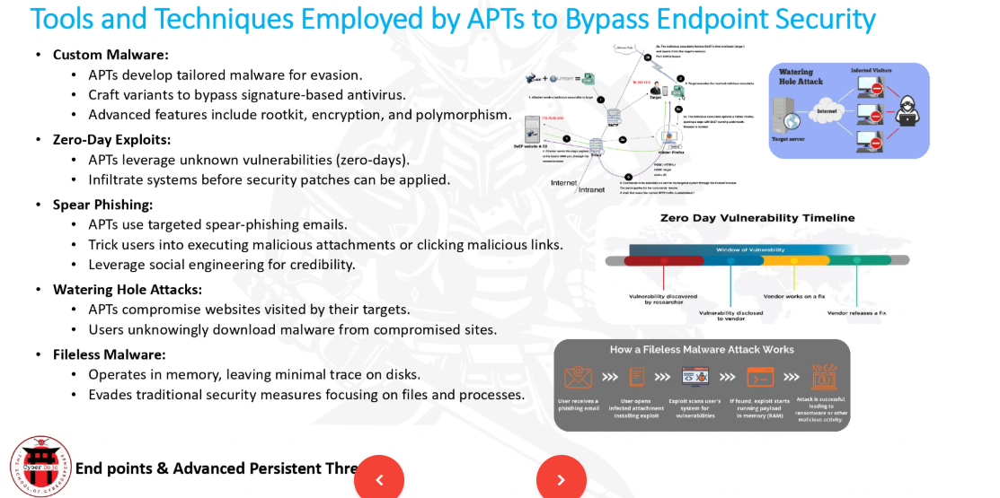 Tools and Techniques Employed by APTs to Bypass Endpoint Security
• Custom Malware:
• APTs develop tailored malware for evasion.
• Craft variants to bypass signature-based antivirus.
• Advanced features include rootkit, encryption, and polymorphism.
• Zero-Day Exploits:
• APTs leverage unknown vulnerabilities (zero-days).
• Infiltrate systems before security patches can be applied.
• Spear Phishing:
• APTs use targeted spear-phishing emails.
• Trick users into executing malicious attachments or clicking malicious links.
• Leverage social engineering for credibility.
• Watering Hole Attacks:
• APTs compromise websites visited by their targets.
• Users unknowingly download malware from compromised sites.
• Fileless Malware:
• Operates in memory, leaving minimal trace on disks.
• Evades traditional security measures focusing on files and processes.
Target
Hidden Firefox
Internet
Intranet
Watering
Hole Attack
Infected Visitors
Internet
Target server
Zero Day Vulnerability Timeline
Window of Vulnerability
Vulnerability discovered
by researcher
Vulnerability disclosed
to vendor
Vendor works on a fix
Vendor releases a fix
How a Fileless Malware Attack Works
User receives a
phishing email
User opens
infected attachment
installing exploit
Exploit scans user's
system for
vulnerabilities
If found, exploit starts
running payload
in memory (RAM)
Attack is successful,
leading to
ransomware or other
malicious activity.
Cyber Dojo
THE SCHOOL OF CYBERDEFENSE
End points & Advanced Persistent Thre